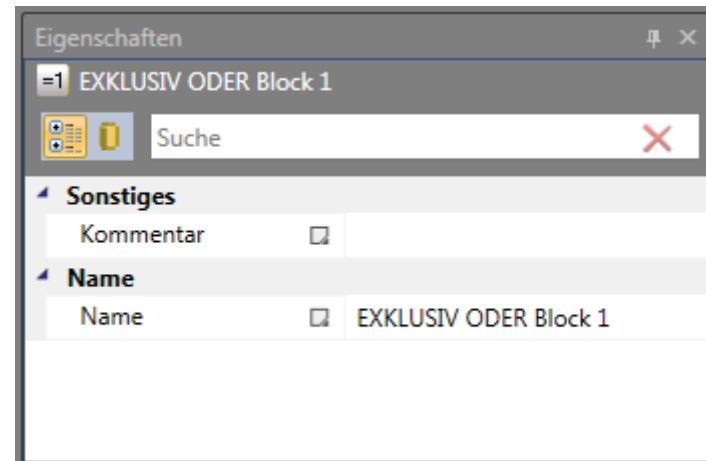 Eigenschaften
=1 EXKLUSIV ODER Block 1
Suche
Sonstiges
Kommentar
Name
Name EXKLUSIV ODER Block 1